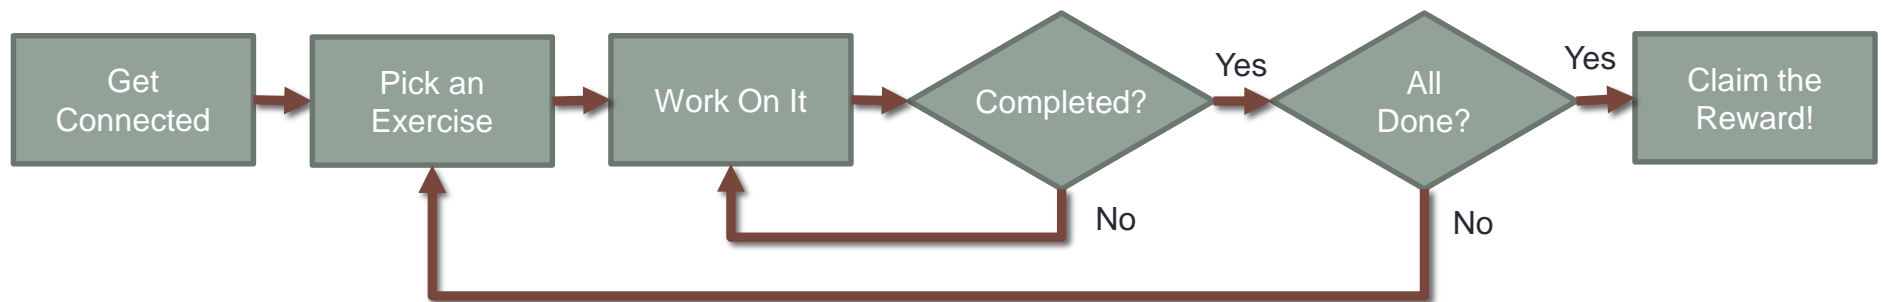 Get
Connected
Pick an
Exercise
Work On It
Completed?
Yes
No
All
Done?
Yes
No
Claim the
Reward!